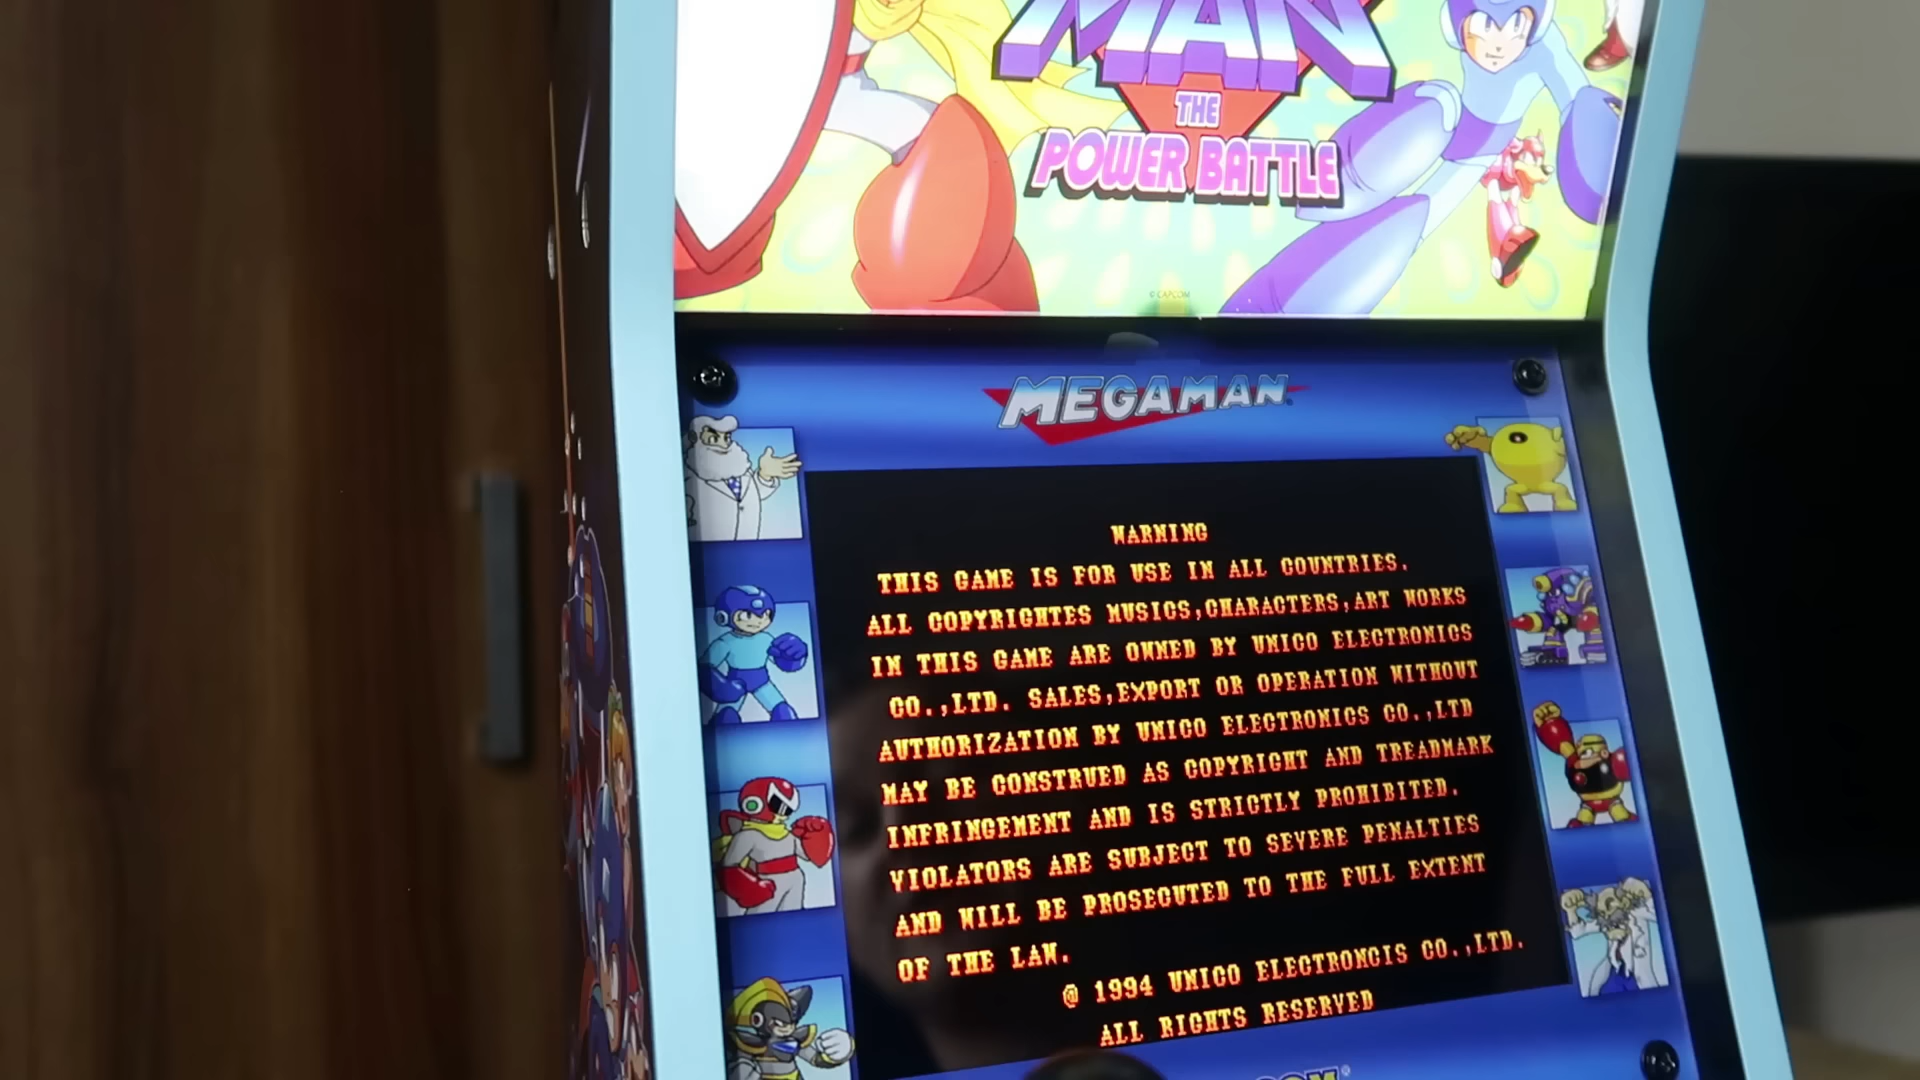 MAN
THE
POWER BATTLE
© CAPCOM
MEGAMAN
WARNING
THIS GAME IS FOR USE IN ALL COUNTRIES.
ALL COPYRIGHTES MUSICS,CHARACTERS,ART WORKS
IN THIS GAME ARE OWNED BY UNICO ELECTRONICS
CO.,LTD. SALES,EXPORT OR OPERATION WITHOUT
AUTHORIZATION BY UNICO ELECTRONICS CO.,LTD
MAY BE CONSTRUED AS COPYRIGHT AND TREADMARK
INFRINGEMENT AND IS STRICTLY PROHIBITED.
VIOLATORS ARE SUBJECT TO SEVERE PENALTIES
AND WILL BE PROSECUTED TO THE FULL EXTENT
OF THE LAW.
@ 1994 UNICO ELECTRONCIS CO.,LTD.
ALL RIGHTS RESERVED